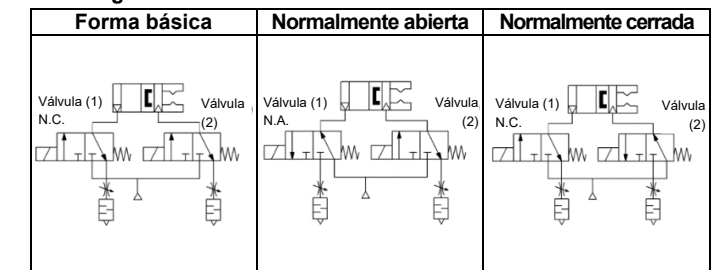 Forma básica
Normalmente abierta
Normalmente cerrada
Válvula (1)
N.C.
Válvula
(2)
Válvula (1)
N.A.
Válvula
(2)
Válvula (1)
N.C.
Válvula
(2)